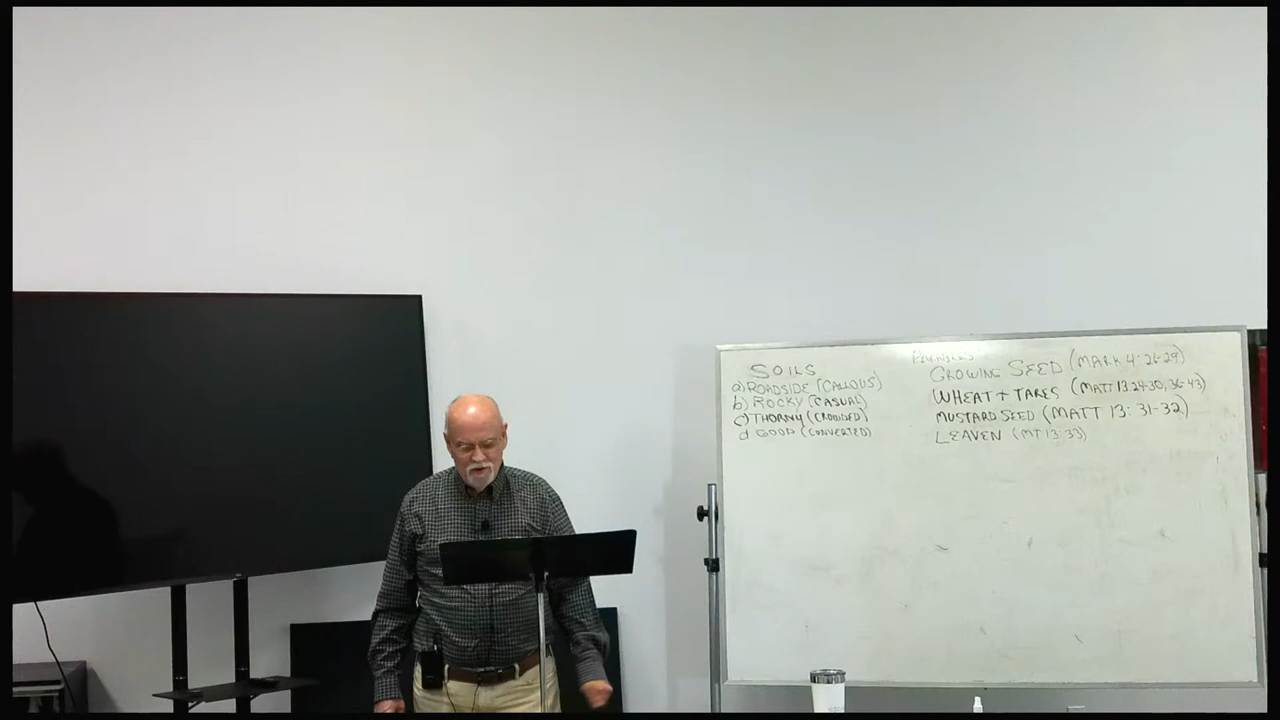 SOILS
a) ROADSIDE (CALLOUS)
b) ROCKY (CASUAL)
c) THORNY (CROWDED)
d GOOD (CONVERTED)
PARABLES
GROWING SEED (MARK 4:26-29)
WHEAT + TARES (MATT 13:24-30, 36-43)
MUSTARD SEED (MATT 13:31-32)
LEAVEN (MT 13:33)